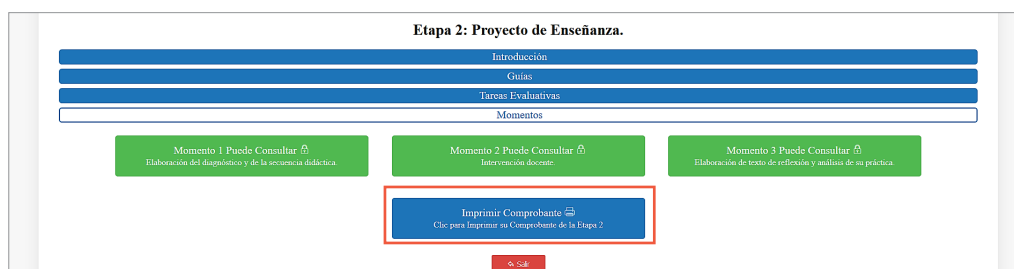 Etapa 2: Proyecto de Enseñanza.
Introducción
Guías
Tareas Evaluativas
Momentos
Momento 1 Puede Consultar
Elaboración del diagnóstico y de la secuencia didáctica.
Momento 2 Puede Consultar
Intervención docente.
Momento 3 Puede Consultar
Elaboración de texto de reflexión y análisis de su práctica.
Imprimir Comprobante
Clic para Imprimir su Comprobante de la Etapa 2
Salir